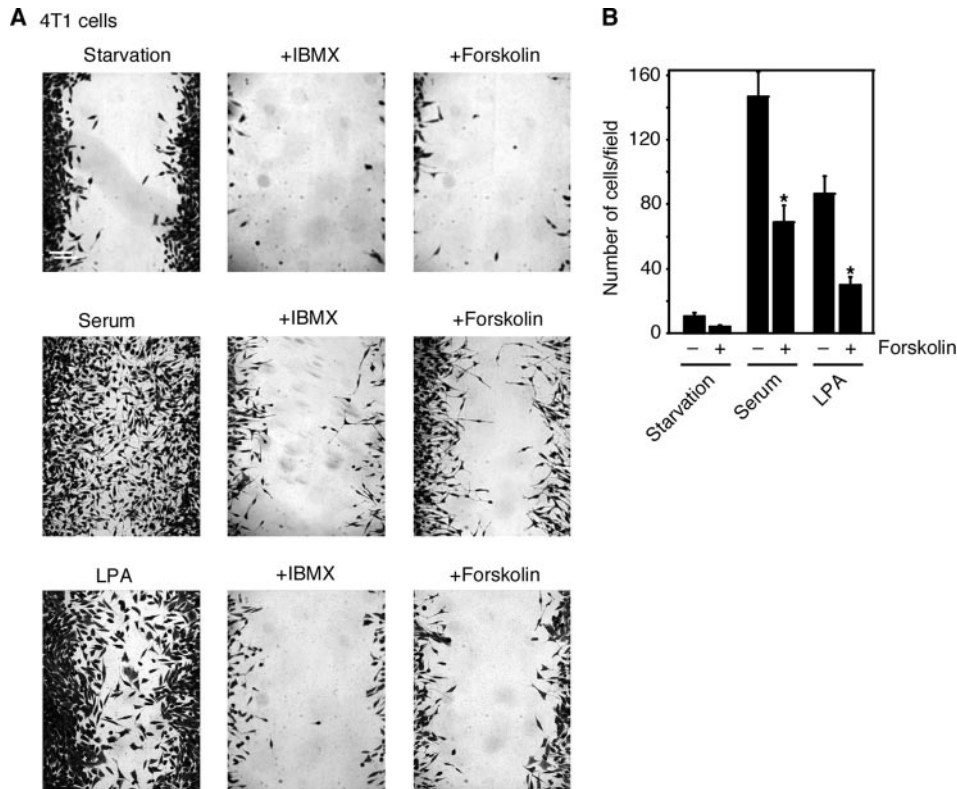 A 4T1 cells
Starvation +IBMX +Forskolin
Serum +IBMX +Forskolin
LPA +IBMX +Forskolin
B
Number of cells/field
160
120
80
40
0
* *
– + – + – + Forskolin
Starvation Serum LPA